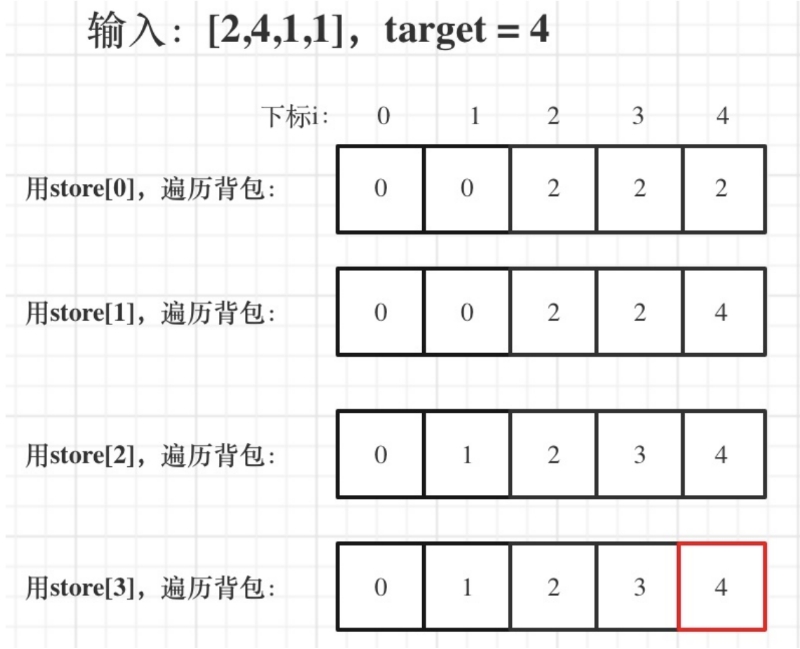 输入：[2,4,1,1]，target = 4
下标i: 0 1 2 3 4
用store[0]，遍历背包: 0 0 2 2 2
用store[1]，遍历背包: 0 0 2 2 4
用store[2]，遍历背包: 0 1 2 3 4
用store[3]，遍历背包: 0 1 2 3 4